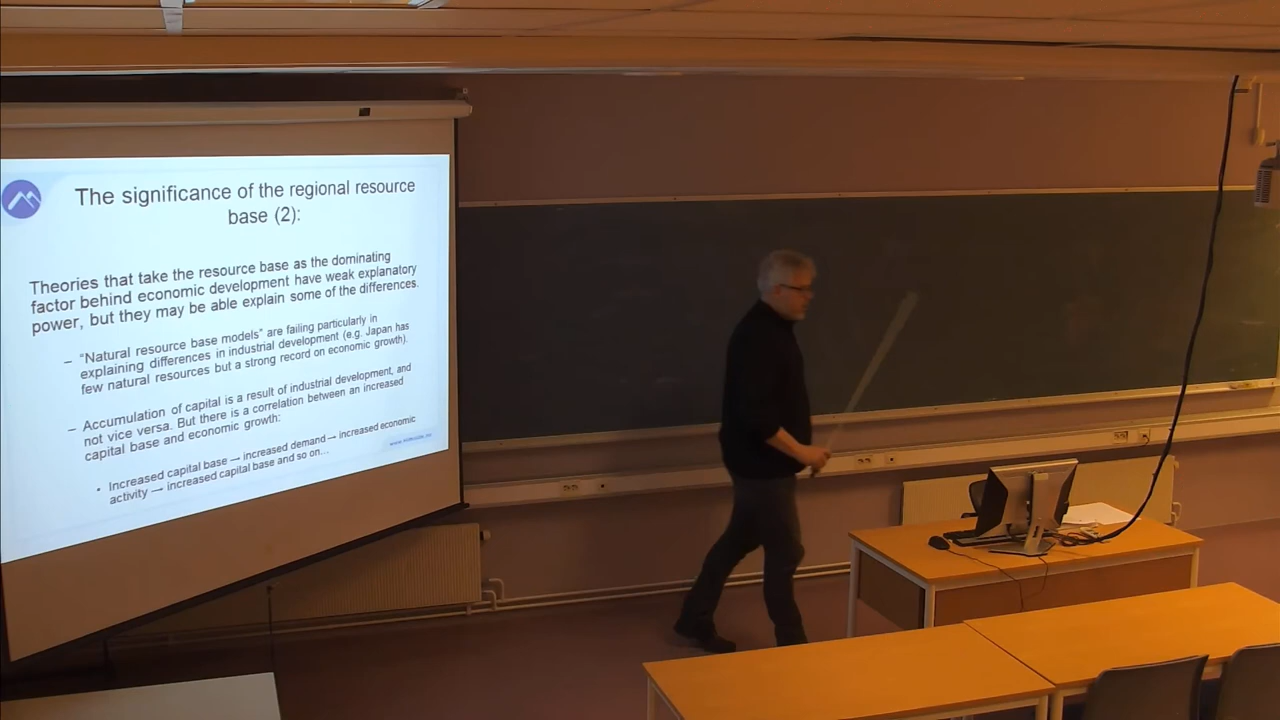 The significance of the regional resource
base (2):
Theories that take the resource base as the dominating
factor behind economic development have weak explanatory
power, but they may be able explain some of the differences.
– “Natural resource base models” are failing particularly in
explaining differences in industrial development (e.g. Japan has
few natural resources but a strong record on economic growth).
– Accumulation of capital is a result of industrial development, and
not vice versa. But there is a correlation between an increased
capital base and economic growth:
• Increased capital base → increased demand → increased economic
activity → increased capital base and so on...